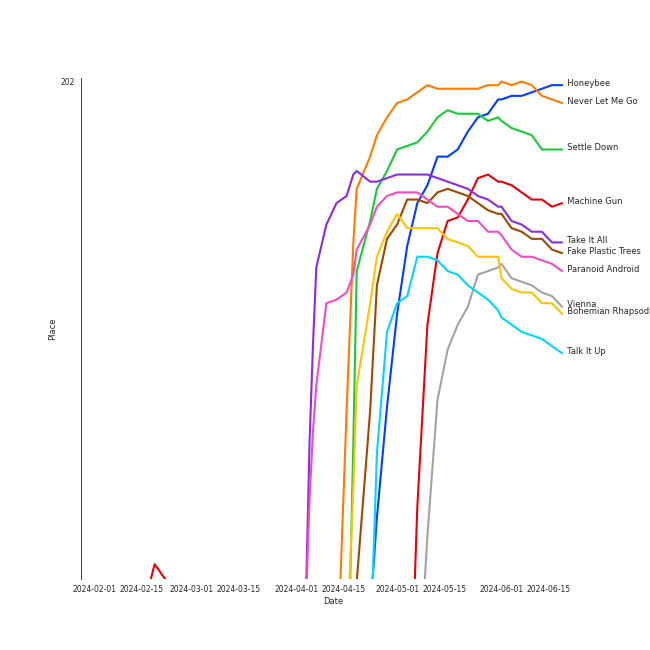 202
Honeybee
Never Let Me Go
Settle Down
Machine Gun
Take It All
Fake Plastic Trees
Paranoid Android
Vienna
Bohemian Rhapsod
Talk It Up
Place
2024-02-01 2024-02-15 2024-03-01 2024-03-15 2024-04-01 2024-04-15 2024-05-01 2024-05-15 2024-06-01 2024-06-15
Date